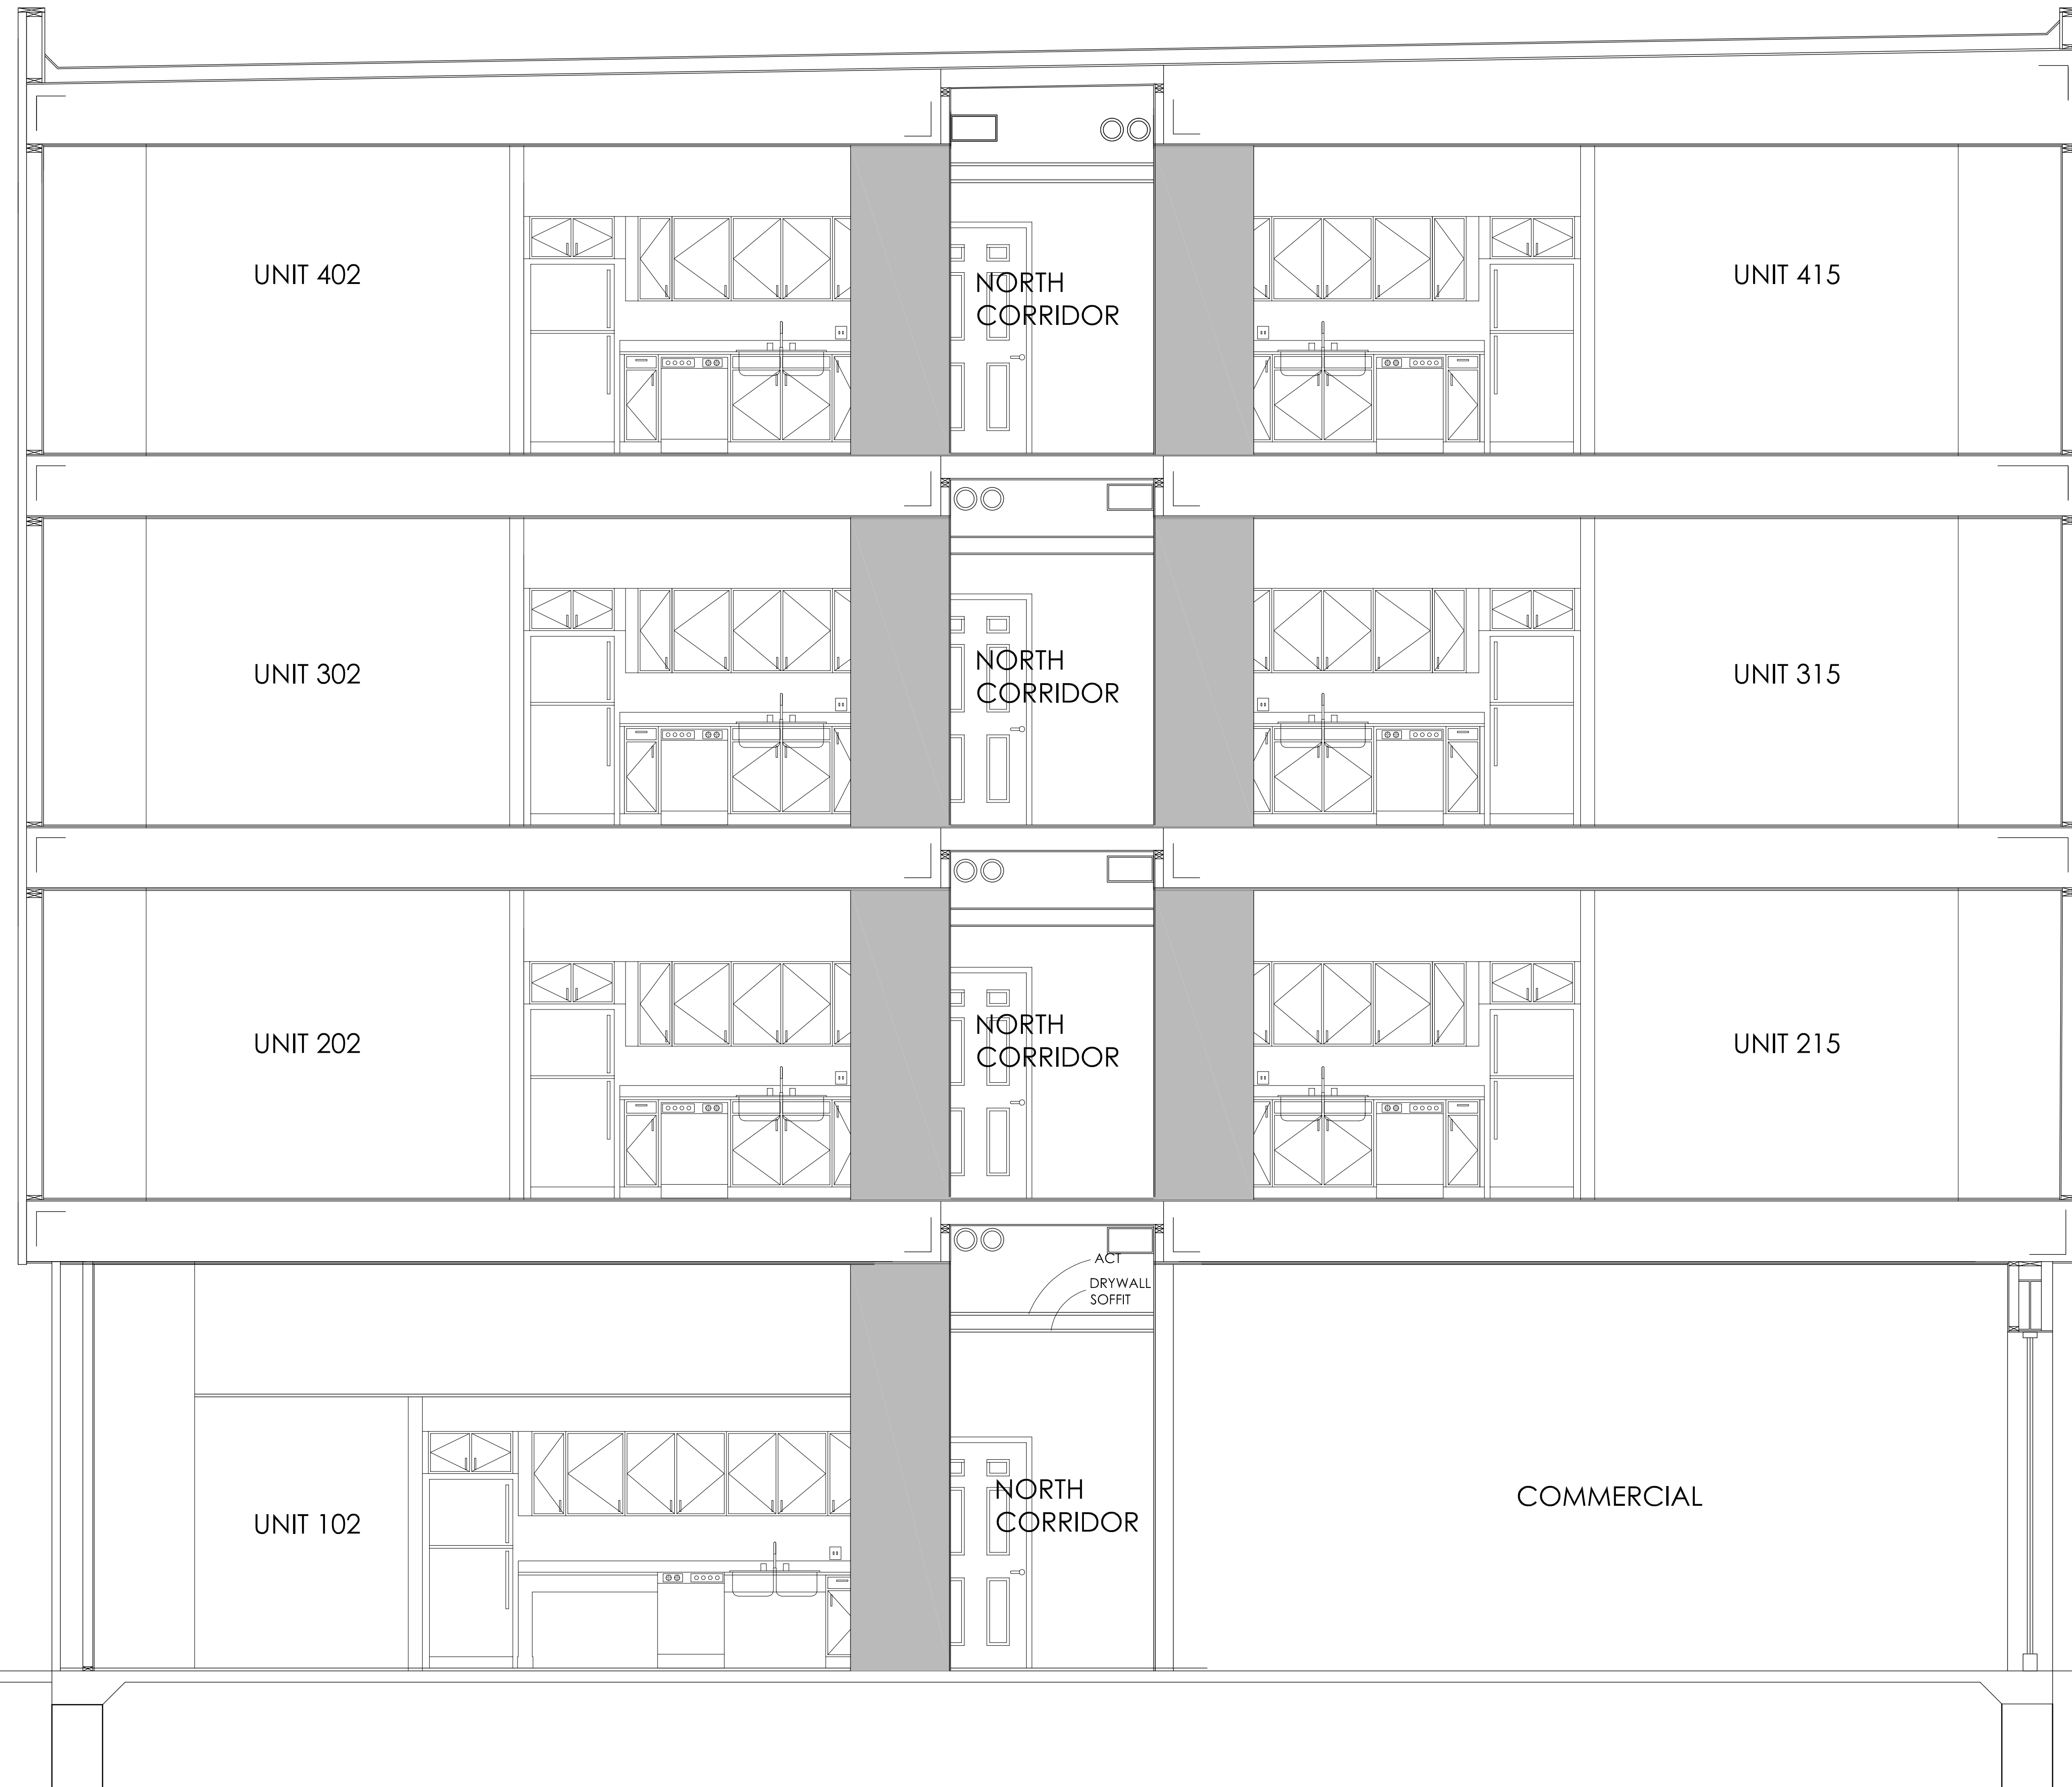 UNIT 402
NORTH
CORRIDOR
UNIT 415
UNIT 302
NORTH
CORRIDOR
UNIT 315
UNIT 202
NORTH
CORRIDOR
UNIT 215
ACT
DRYWALL
SOFFIT
UNIT 102
NORTH
CORRIDOR
COMMERCIAL